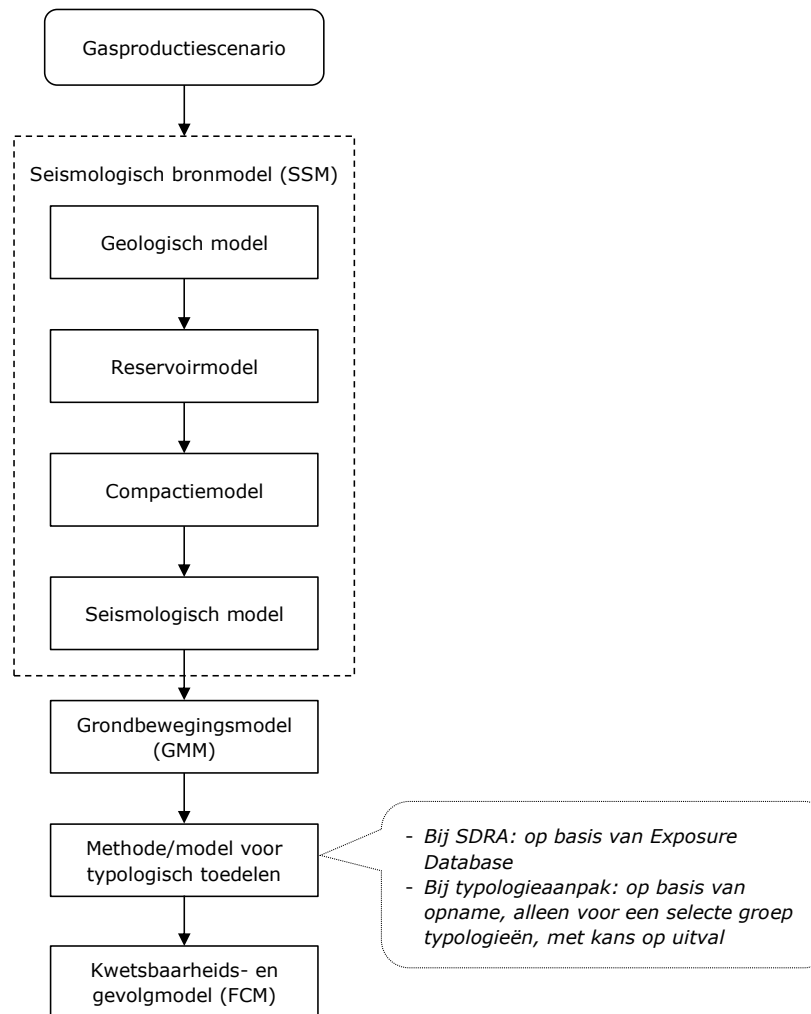 Gasproductiescenario
Seismologisch bronmodel (SSM)
Geologisch model
Reservoirmodel
Compactiemodel
Seismologisch model
Grondbewegingsmodel
(GMM)
Methode/model voor
typologisch toedelen
- Bij SDRA: op basis van Exposure
Database
- Bij typologieaanpak: op basis van
opname, alleen voor een selecte groep
typologieën, met kans op uitval
Kwetsbaarheids- en
gevolgmodel (FCM)